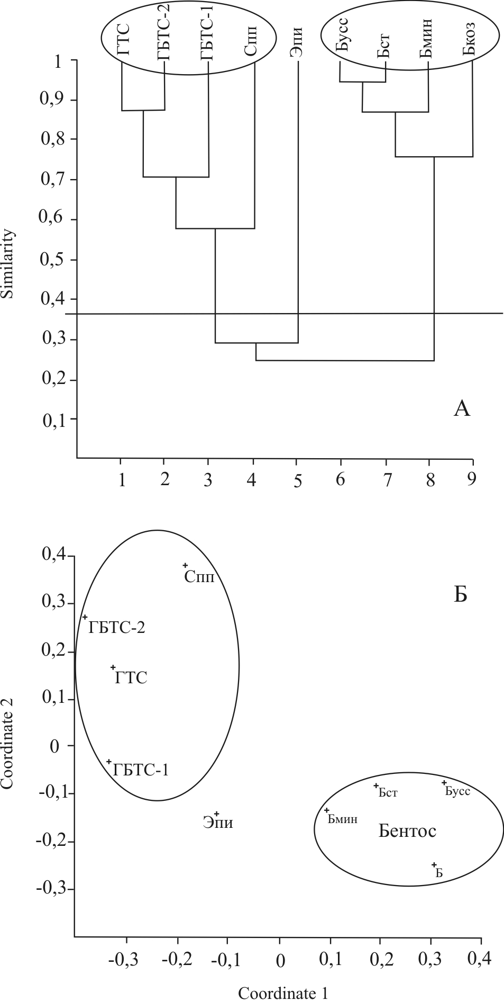 ГТС
ГБТС-2
ГБТС-1
Спп
Эпи
Бусс
Бст
Бмин
Бкоз
1
0,9
0,8
0,7
0,6
0,5
0,4
0,3
0,2
0,1
Similarity
А
1 2 3 4 5 6 7 8 9
0,4
0,3
0,2
0,1
0
-0,1
-0,2
-0,3
Coordinate 2
Б
Спп
ГБТС-2
ГТС
ГБТС-1
Эпи
Бст
Бусс
Бмин
Бентос
Б
-0,3 -0,2 -0,1 0 0,1 0,2 0,3 0,4
Coordinate 1